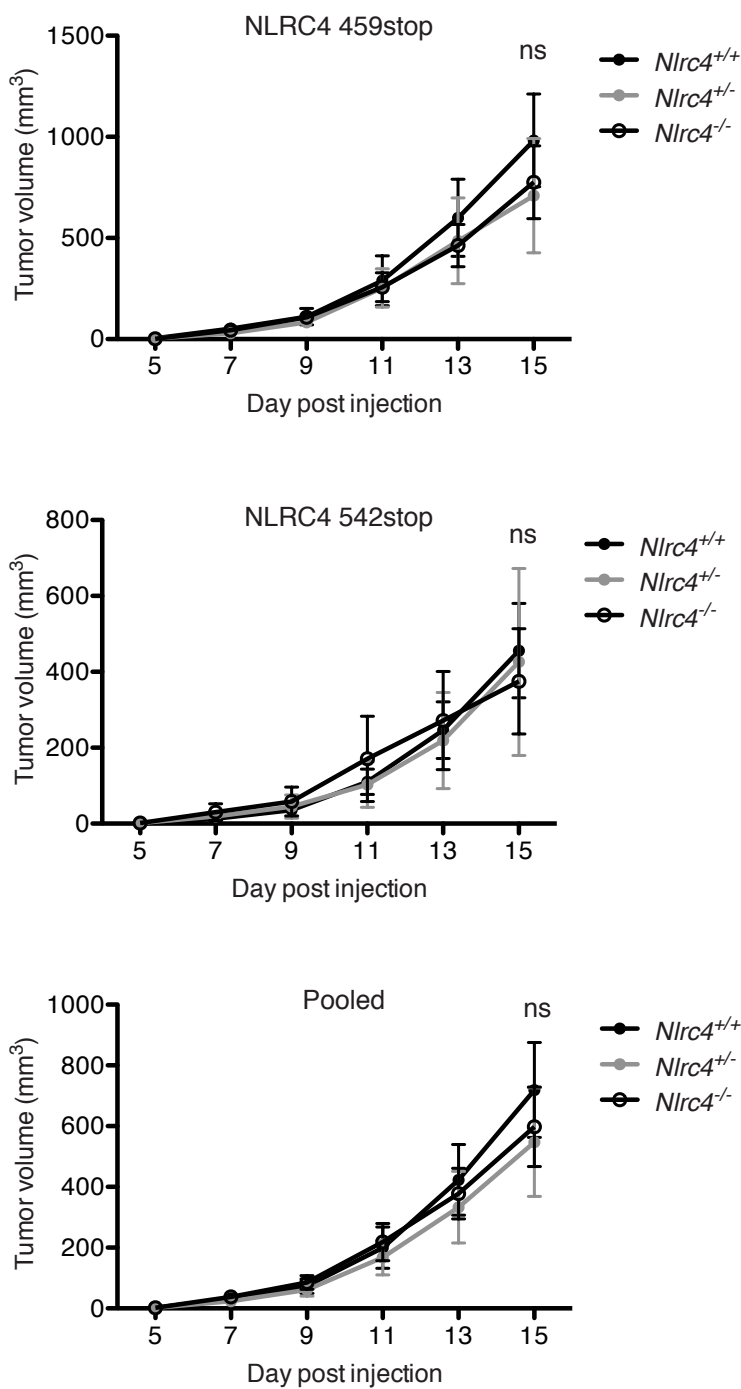 NLRC4 459stop
1500
1000
500
0
Tumor volume (mm³)
ns
Nlrc4+/+
Nlrc4+/-
Nlrc4-/-
5 7 9 11 13 15
Day post injection
NLRC4 542stop
800
600
400
200
0
Tumor volume (mm³)
ns
Nlrc4+/+
Nlrc4+/-
Nlrc4-/-
5 7 9 11 13 15
Day post injection
Pooled
1000
800
600
400
200
0
Tumor volume (mm³)
ns
Nlrc4+/+
Nlrc4+/-
Nlrc4-/-
5 7 9 11 13 15
Day post injection